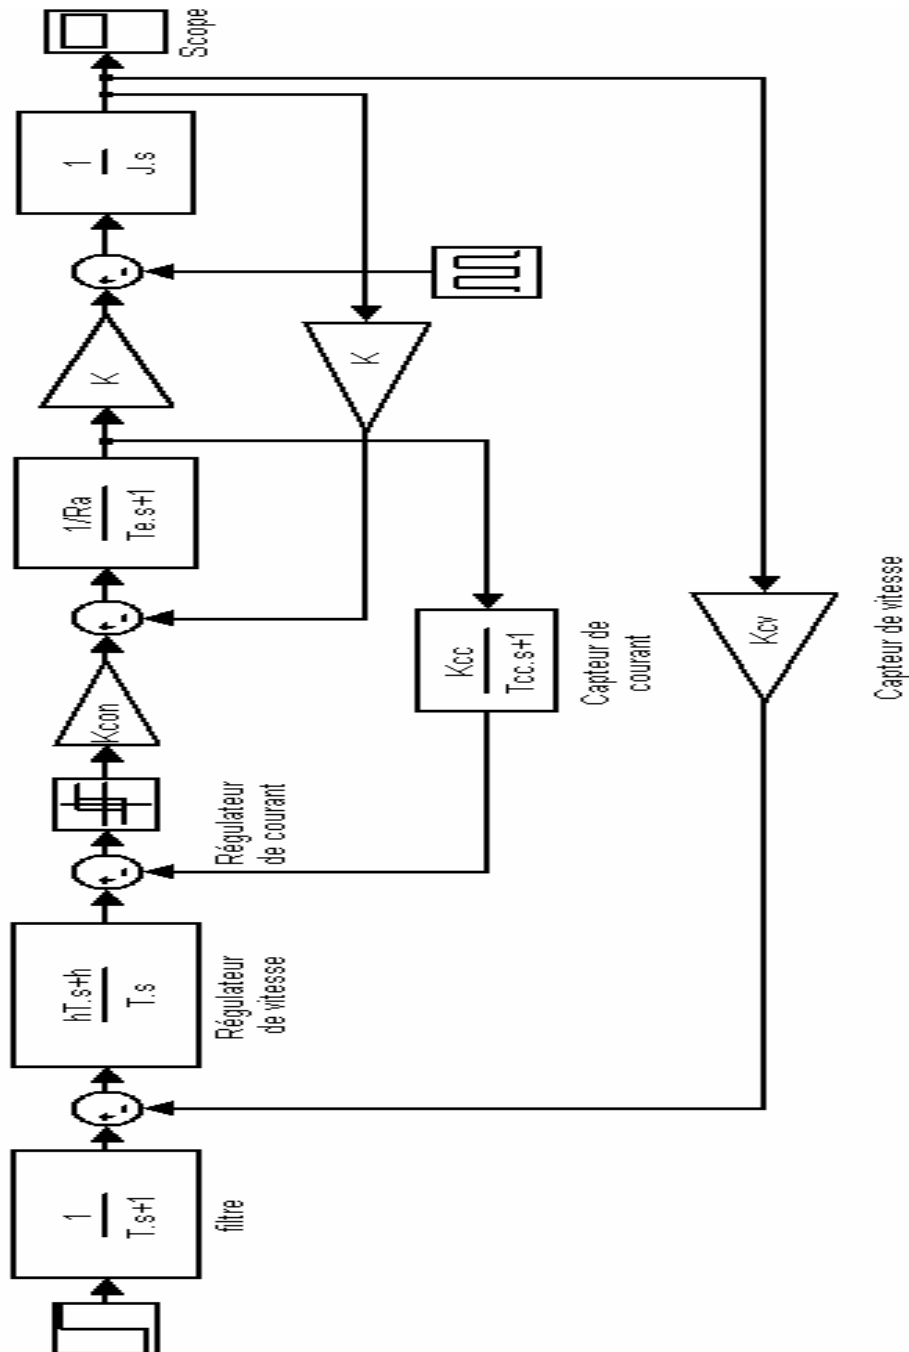 1
T.s+1
filtre
hT.s+h
T.s
Régulateur
de vitesse
Régulateur
de courant
Kcon
1/Ra
Te.s+1
K
1
J.s
Scope
K
Kcc
Tcc.s+1
Capteur de
courant
Kcv
Capteur de vitesse